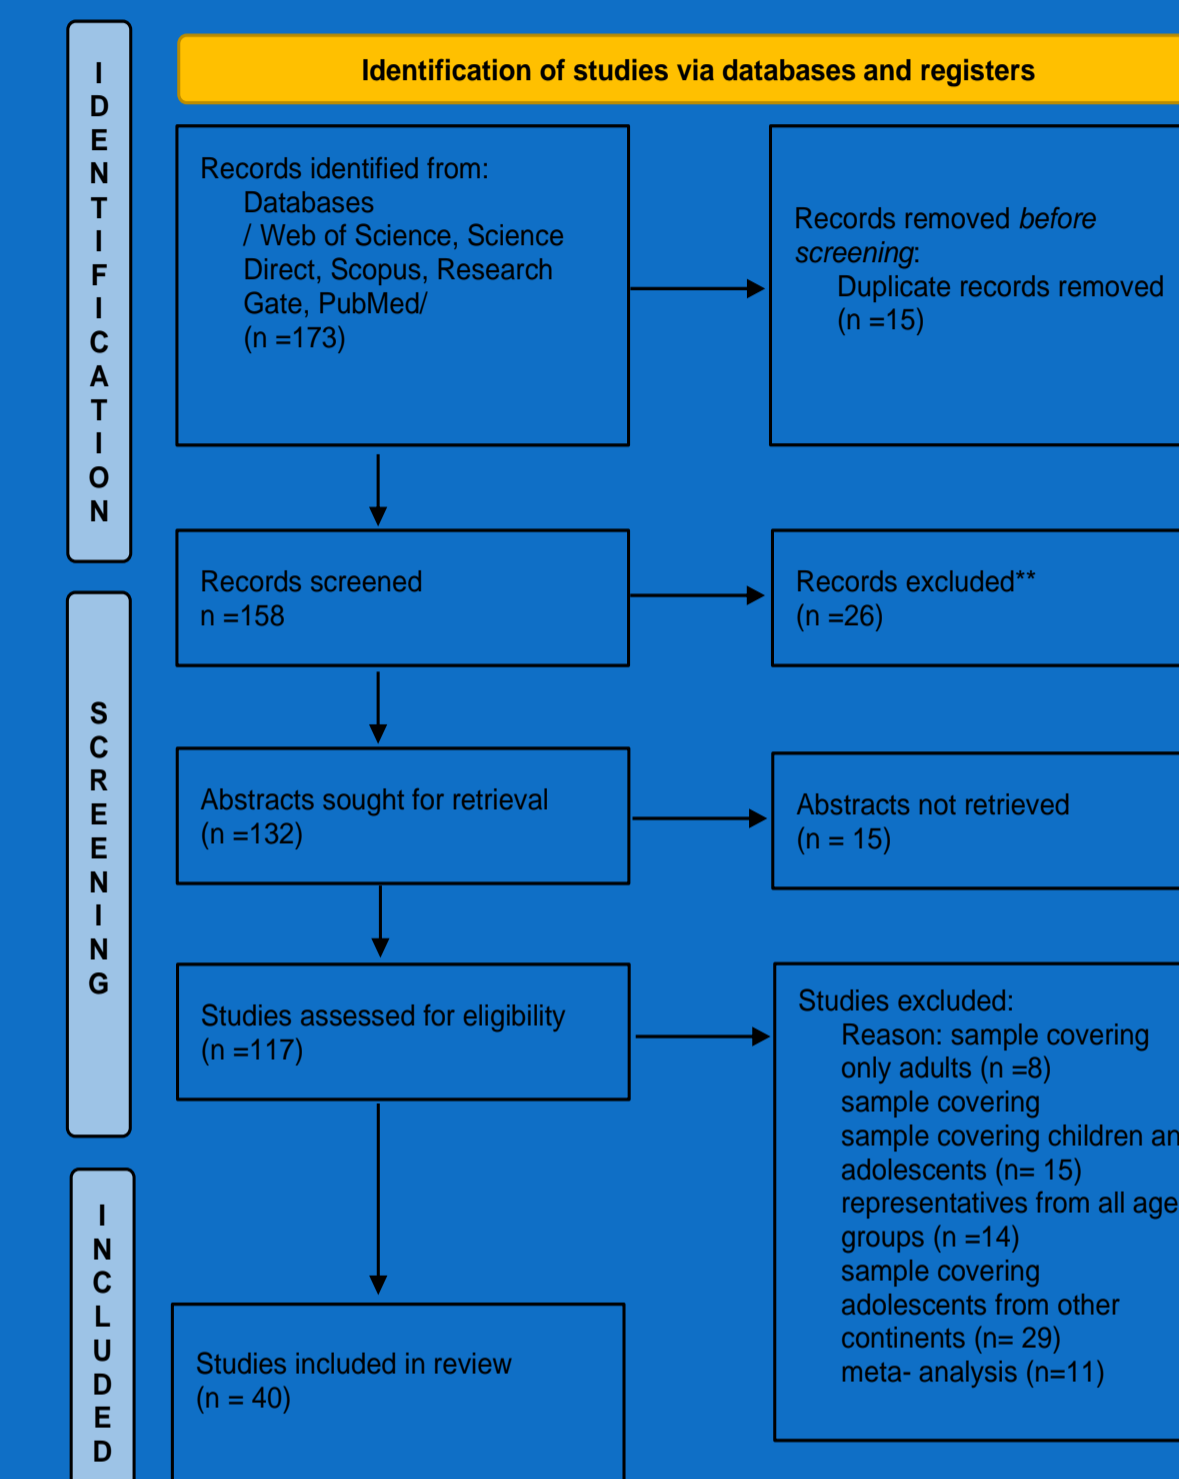 IDENTIFICATION
Identification of studies via databases and registers
Records identified from:
Databases
/ Web of Science, Science
Direct, Scopus, Research
Gate, PubMed/
(n =173)
Records removed before
screening:
Duplicate records removed
(n =15)
Records screened
n =158
Records excluded**
(n =26)
SCREENING
Abstracts sought for retrieval
(n =132)
Abstracts not retrieved
(n = 15)
Studies assessed for eligibility
(n =117)
Studies excluded:
Reason: sample covering
only adults (n =8)
sample covering
sample covering children an
adolescents (n= 15)
representatives from all age
groups (n =14)
sample covering
adolescents from other
continents (n= 29)
meta- analysis (n=11)
INCLUDED
Studies included in review
(n = 40)